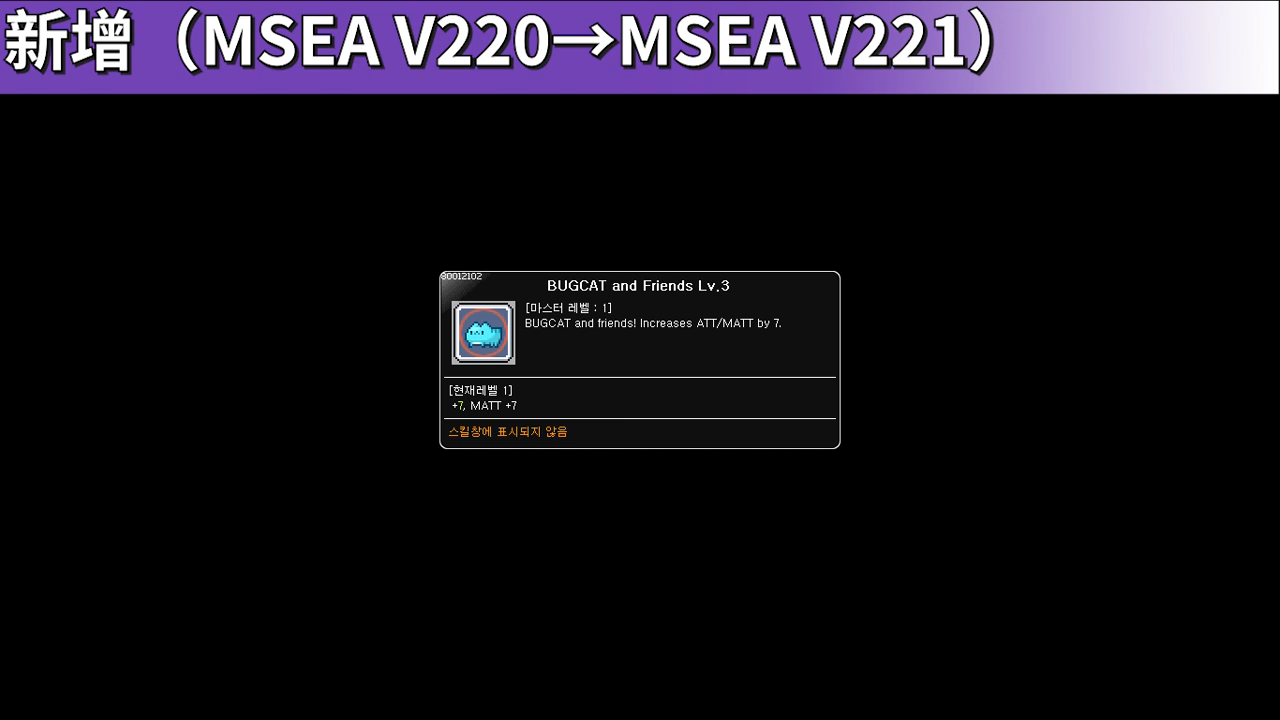 新增（MSEA V220→MSEA V221）
80012102
BUGCAT and Friends Lv.3
[마스터 레벨 : 1]
BUGCAT and friends! Increases ATT/MATT by 7.
[현재레벨 1]
+7, MATT +7
스킬창에 표시되지 않음